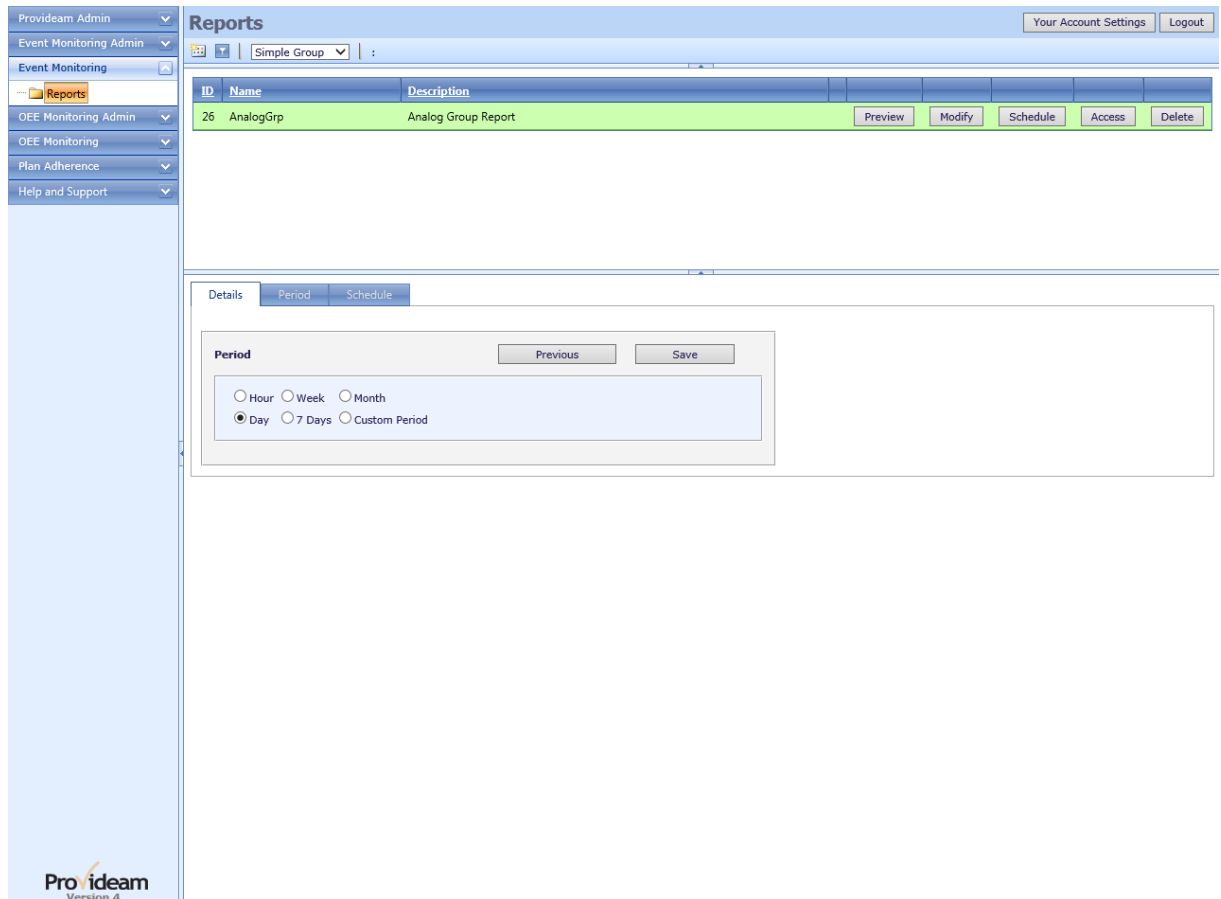 Provideam Admin
Event Monitoring Admin
Event Monitoring
Reports
OEE Monitoring Admin
OEE Monitoring
Plan Adherence
Help and Support
Provideam
Version 4
Reports
Your Account Settings Logout
Simple Group :
ID Name Description
26 AnalogGrp Analog Group Report Preview Modify Schedule Access Delete
Details Period Schedule
Period Previous Save
Hour Week Month
Day 7 Days Custom Period